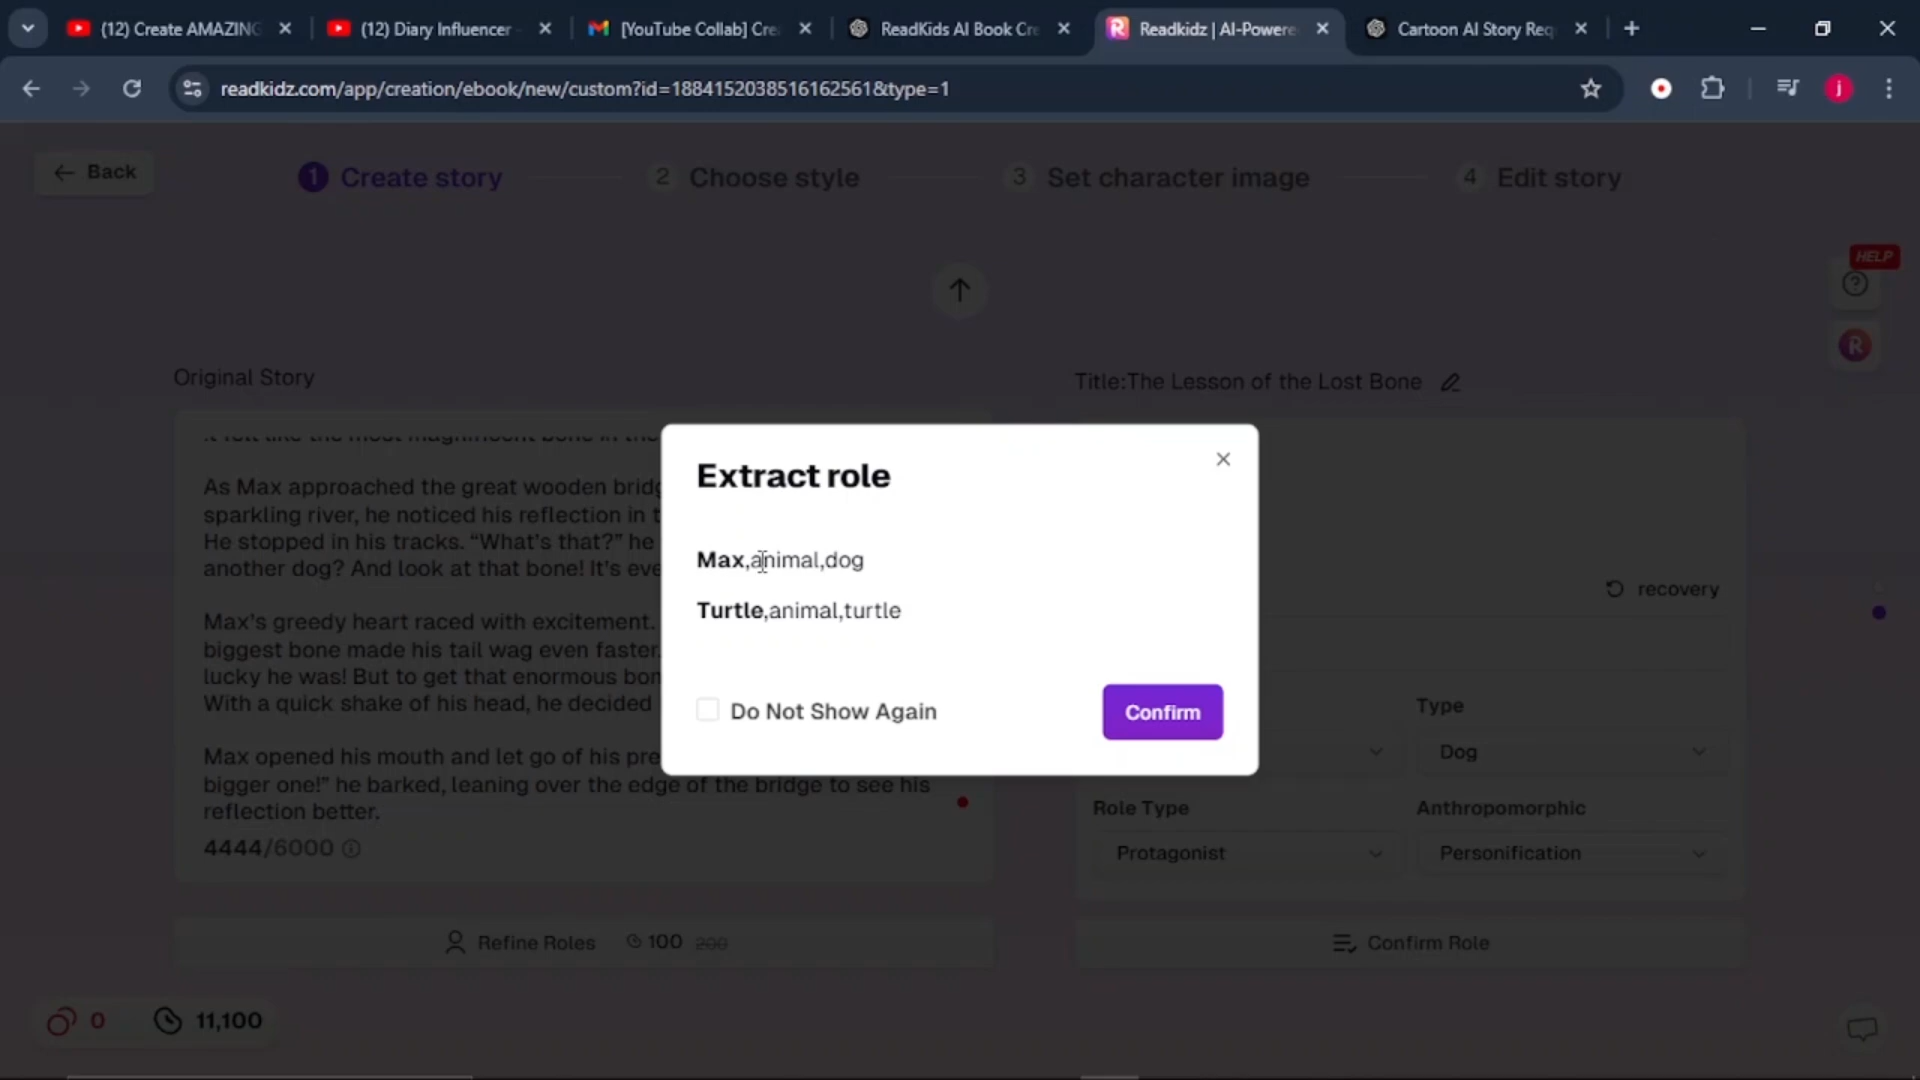 (12) Create AMAZING
(12) Diary Influencer -
[YouTube Collab] Cre
ReadKids AI Book Cre
Readkidz | AI-Powere
Cartoon AI Story Req
readkidz.com/app/creation/ebook/new/custom?id=1884152038516162561&type=1
j
Back
1 Create story
2 Choose style
3 Set character image
4 Edit story
HELP
R
Original Story
Title:The Lesson of the Lost Bone
It felt like the most magnificent bone in the
As Max approached the great wooden bridg
sparkling river, he noticed his reflection in t
He stopped in his tracks. “What’s that?” he
another dog? And look at that bone! It’s eve
Max’s greedy heart raced with excitement.
biggest bone made his tail wag even faster.
lucky he was! But to get that enormous bon
With a quick shake of his head, he decided
Max opened his mouth and let go of his pre
bigger one!” he barked, leaning over the edge of the bridge to see his
reflection better.
4444/6000
Refine Roles 100 200
Extract role
Max,animal,dog
Turtle,animal,turtle
Do Not Show Again
Confirm
recovery
Type
Dog
Role Type
Anthropomorphic
Protagonist
Personification
Confirm Role
0
11,100